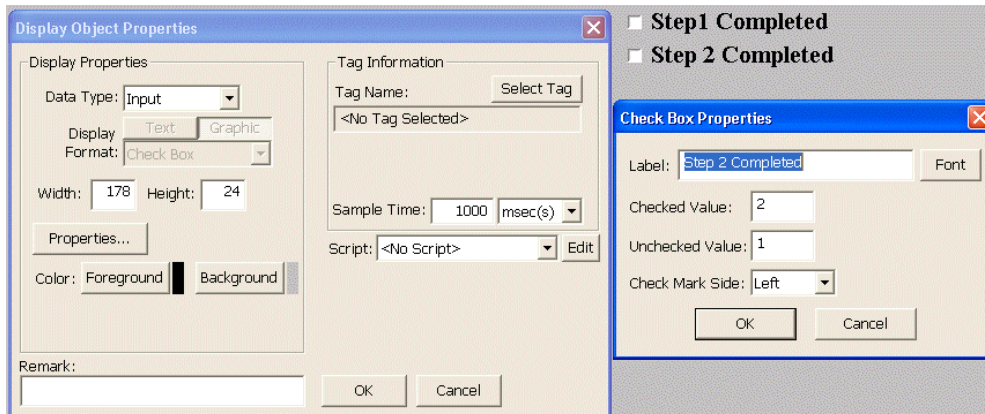 Display Object Properties
Display Properties
Data Type: Input
Display Format:
Text Graphic
Check Box
Width: 178 Height: 24
Properties...
Color: Foreground Background
Remark:
Tag Information
Tag Name: Select Tag
<No Tag Selected>
Sample Time: 1000 msec(s)
Script: <No Script> Edit
OK Cancel
Step1 Completed
Step 2 Completed
Check Box Properties
Label: Step 2 Completed Font
Checked Value: 2
Unchecked Value: 1
Check Mark Side: Left
OK Cancel